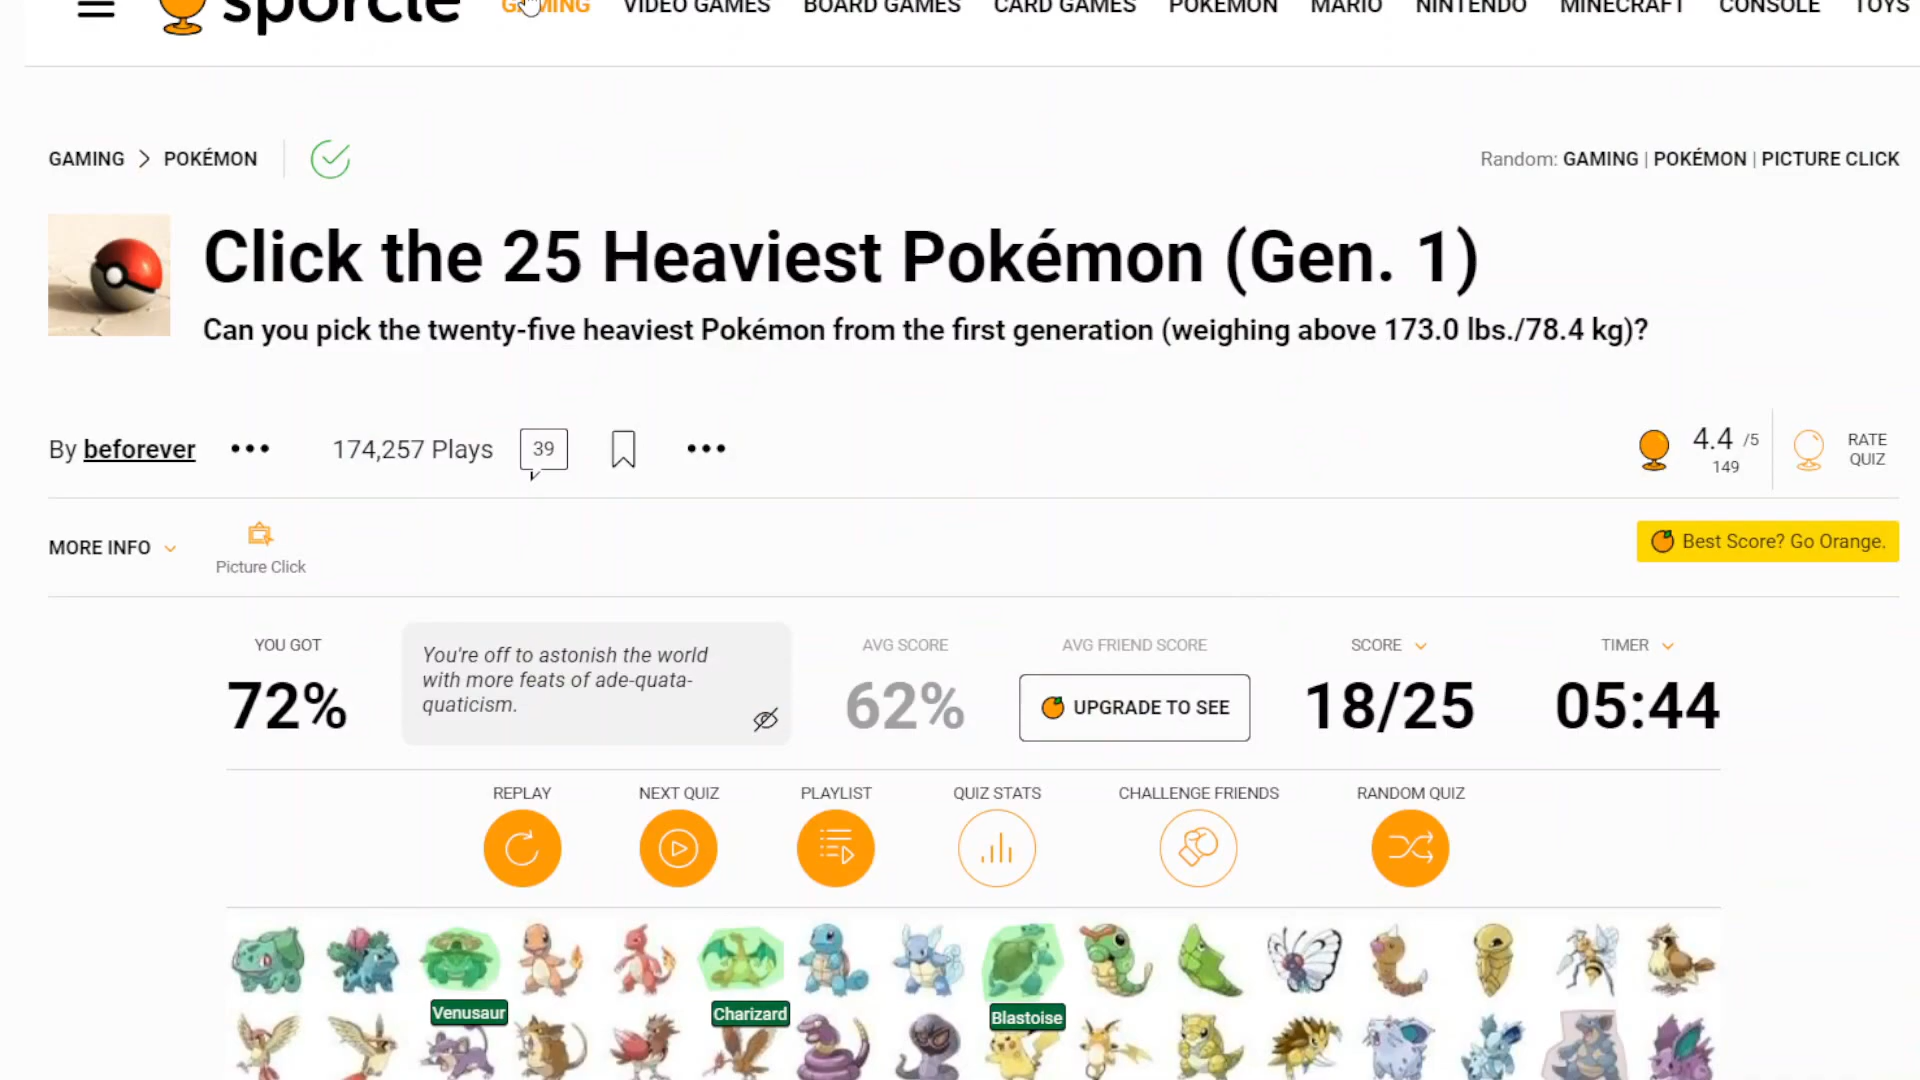 sporcle GAMING VIDEO GAMES BOARD GAMES CARD GAMES POKÉMON MARIO NINTENDO MINECRAFT CONSOLE TOYS
GAMING > POKÉMON
Random: GAMING | POKÉMON | PICTURE CLICK
Click the 25 Heaviest Pokémon (Gen. 1)
Can you pick the twenty-five heaviest Pokémon from the first generation (weighing above 173.0 lbs./78.4 kg)?
By beforever ••• 174,257 Plays 39 •••
4.4 /5
149
RATE
QUIZ
MORE INFO
Picture Click
Best Score? Go Orange.
YOU GOT
72%
You're off to astonish the world
with more feats of ade-quata-
quaticism.
AVG SCORE
62%
AVG FRIEND SCORE
UPGRADE TO SEE
SCORE
18/25
TIMER
05:44
REPLAY NEXT QUIZ PLAYLIST QUIZ STATS CHALLENGE FRIENDS RANDOM QUIZ
Venusaur Charizard Blastoise